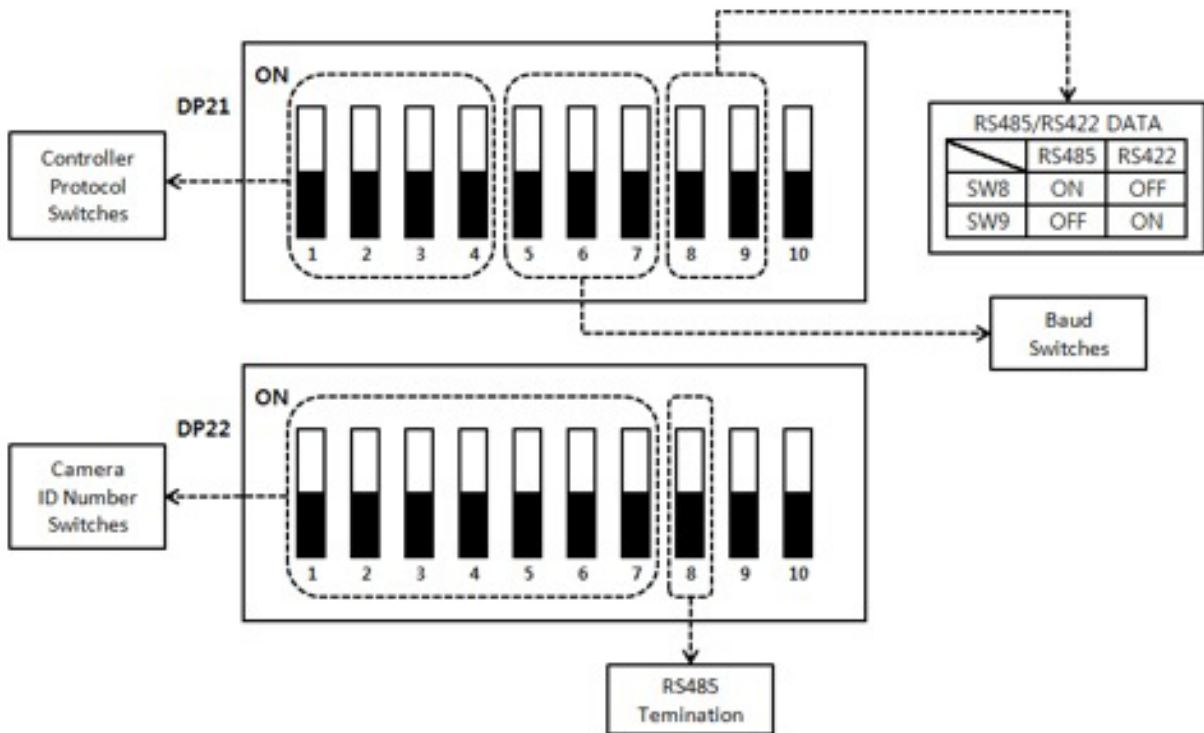 ON
DP21
1 2 3 4 5 6 7 8 9 10
Controller
Protocol
Switches
RS485/RS422 DATA
RS485 RS422
SW8 ON OFF
SW9 OFF ON
Baud
Switches
ON
DP22
1 2 3 4 5 6 7 8 9 10
Camera
ID Number
Switches
RS485
Temination